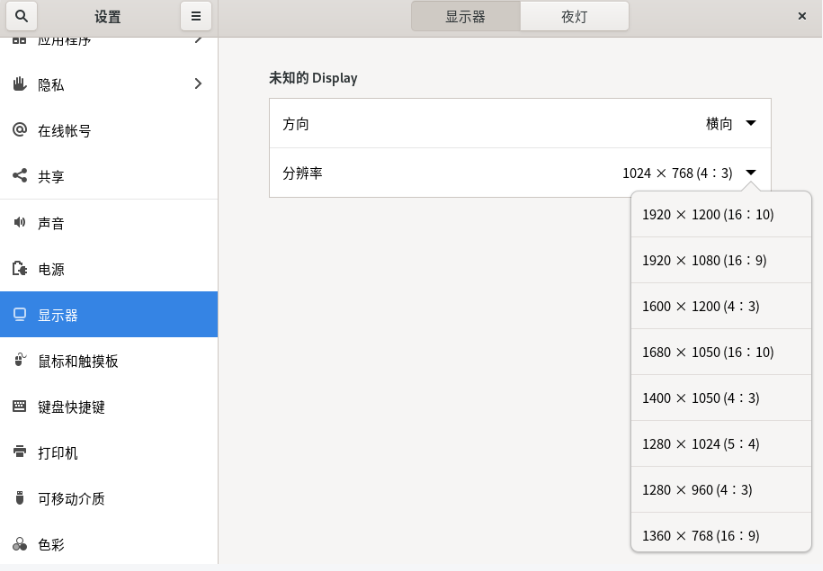 设置
显示器
夜灯
应用程序
隐私
在线帐号
共享
声音
电源
显示器
鼠标和触摸板
键盘快捷键
打印机
可移动介质
色彩
未知的 Display
方向 横向
分辨率 1024 × 768 (4：3)
1920 × 1200 (16：10)
1920 × 1080 (16：9)
1600 × 1200 (4：3)
1680 × 1050 (16：10)
1400 × 1050 (4：3)
1280 × 1024 (5：4)
1280 × 960 (4：3)
1360 × 768 (16：9)